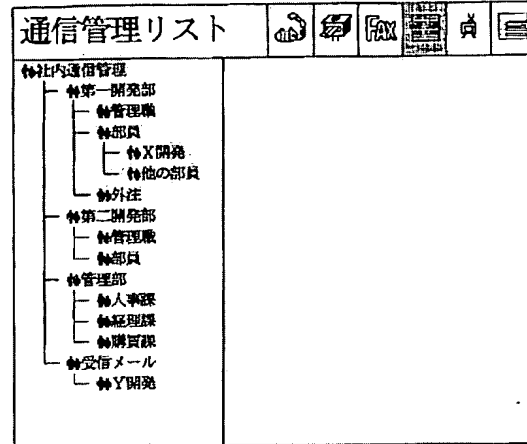 通信管理リスト
FAX
社内通信管理
第一開発部
管理職
部員
X開発
他の部員
外注
第二開発部
管理職
部員
管理部
人事課
経理課
購買課
受信メール
Y開発